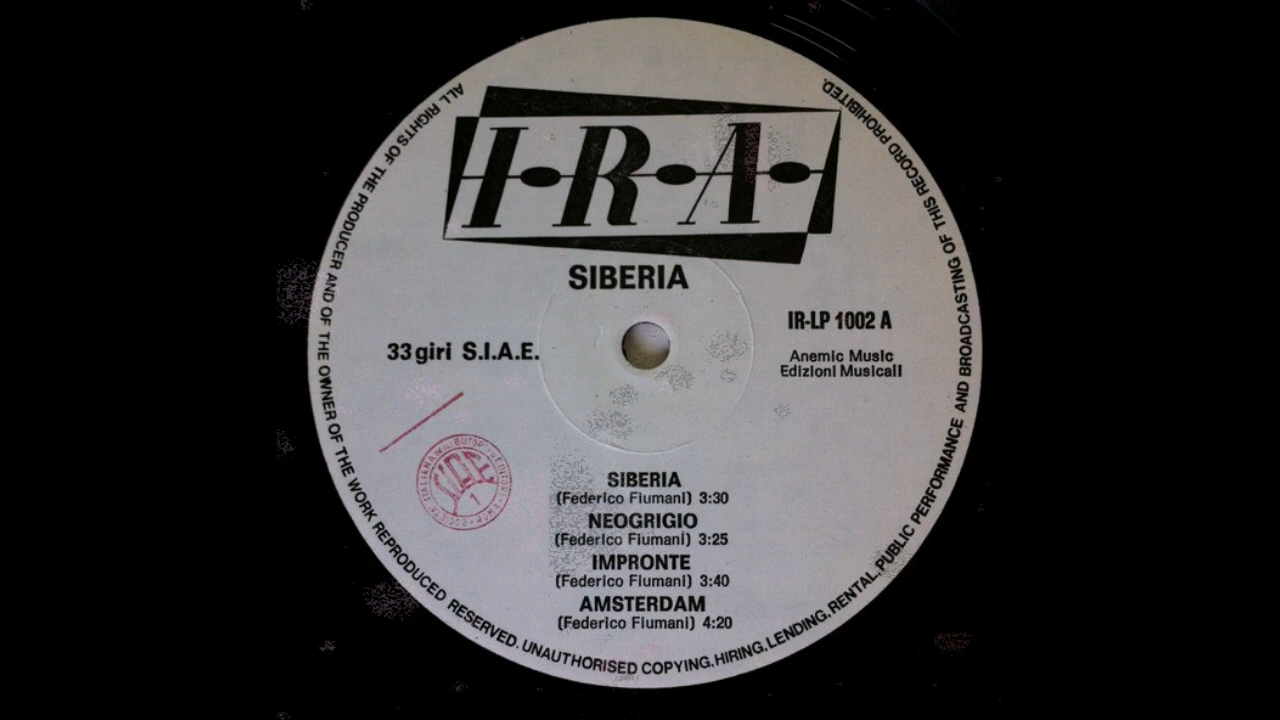 I·R·A·
SIBERIA
33 giri S.I.A.E.
IR-LP 1002 A
Anemic Music
Edizioni Musicali
SIBERIA
(Federico Fiumani) 3:30
NEOGRIGIO
(Federico Fiumani) 3:25
IMPRONTE
(Federico Fiumani) 3:40
AMSTERDAM
(Federico Fiumani) 4:20
ALL RIGHTS OF THE PRODUCER AND OF THE OWNER OF THE WORK REPRODUCED RESERVED. UNAUTHORISED COPYING, HIRING, LENDING, RENTAL, PUBLIC PERFORMANCE AND BROADCASTING OF THIS RECORD PROHIBITED.
SIAE
1